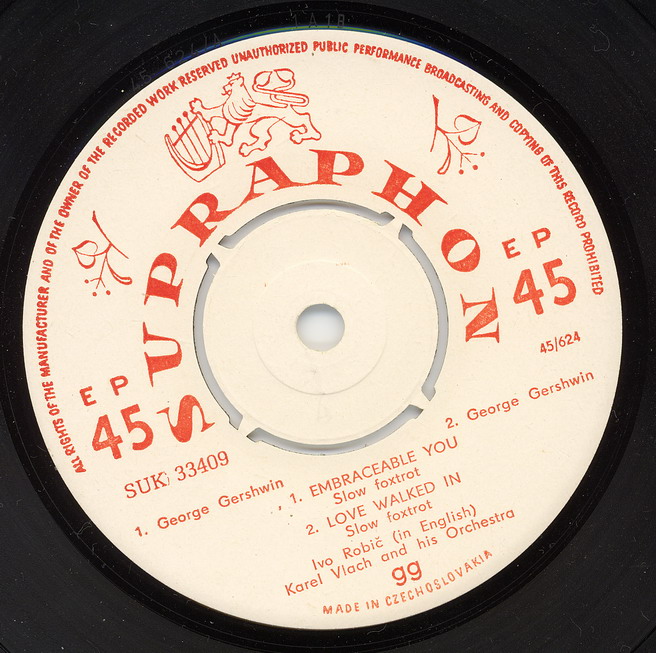 ALL RIGHTS OF THE MANUFACTURER AND OF THE OWNER OF THE RECORDED WORK RESERVED UNAUTHORIZED PUBLIC PERFORMANCE BROADCASTING AND COPYING OF THIS RECORD PROHIBITED
SUPRAPHON
EP
45
EP
45
45/624
SUK 33409
1. George Gershwin
2. George Gershwin
1. EMBRACEABLE YOU
Slow foxtrot
2. LOVE WALKED IN
Slow foxtrot
Ivo Robič (in English)
Karel Vlach and his Orchestra
gg
MADE IN CZECHOSLOVAKIA